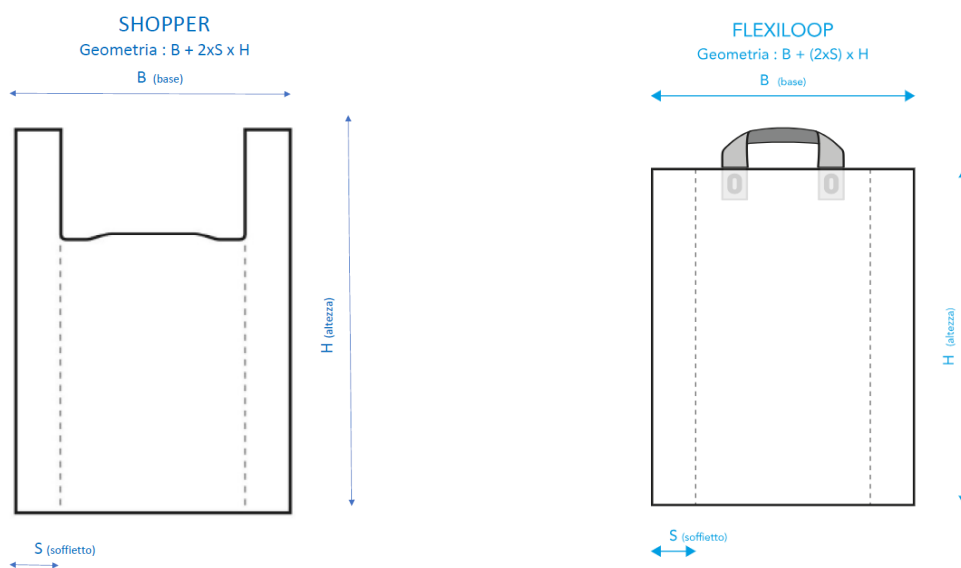 SHOPPER
Geometria : B + 2xS x H
B (base)
H (altezza)
S (soffietto)
FLEXILOOP
Geometria : B + (2xS) x H
B (base)
H (altezza)
S (soffietto)